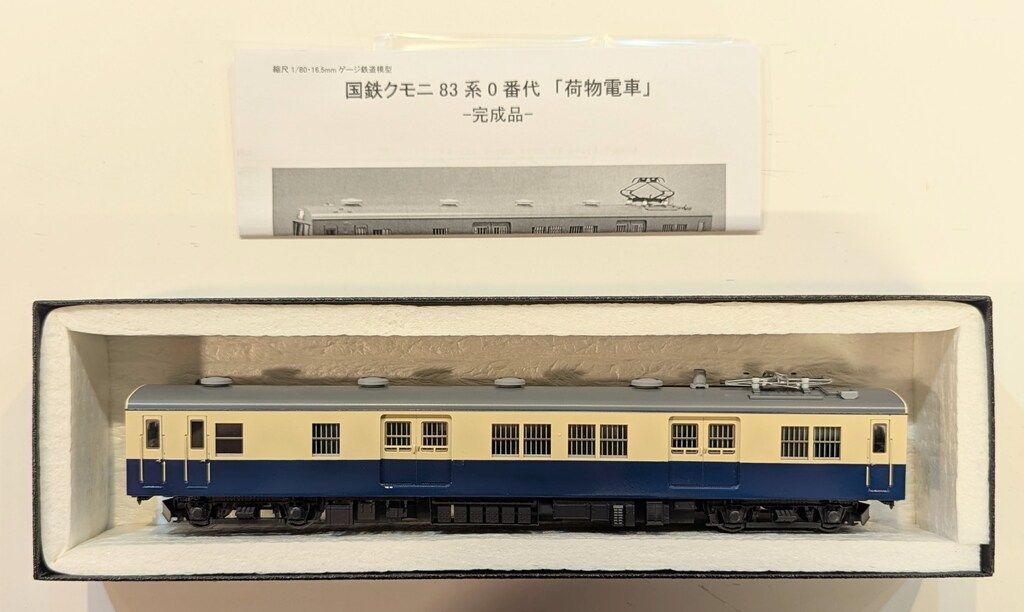 縮尺 1/80・16.5mm ゲージ鉄道模型
国鉄クモニ 83 系 0 番代 「荷物電車」
-完成品-